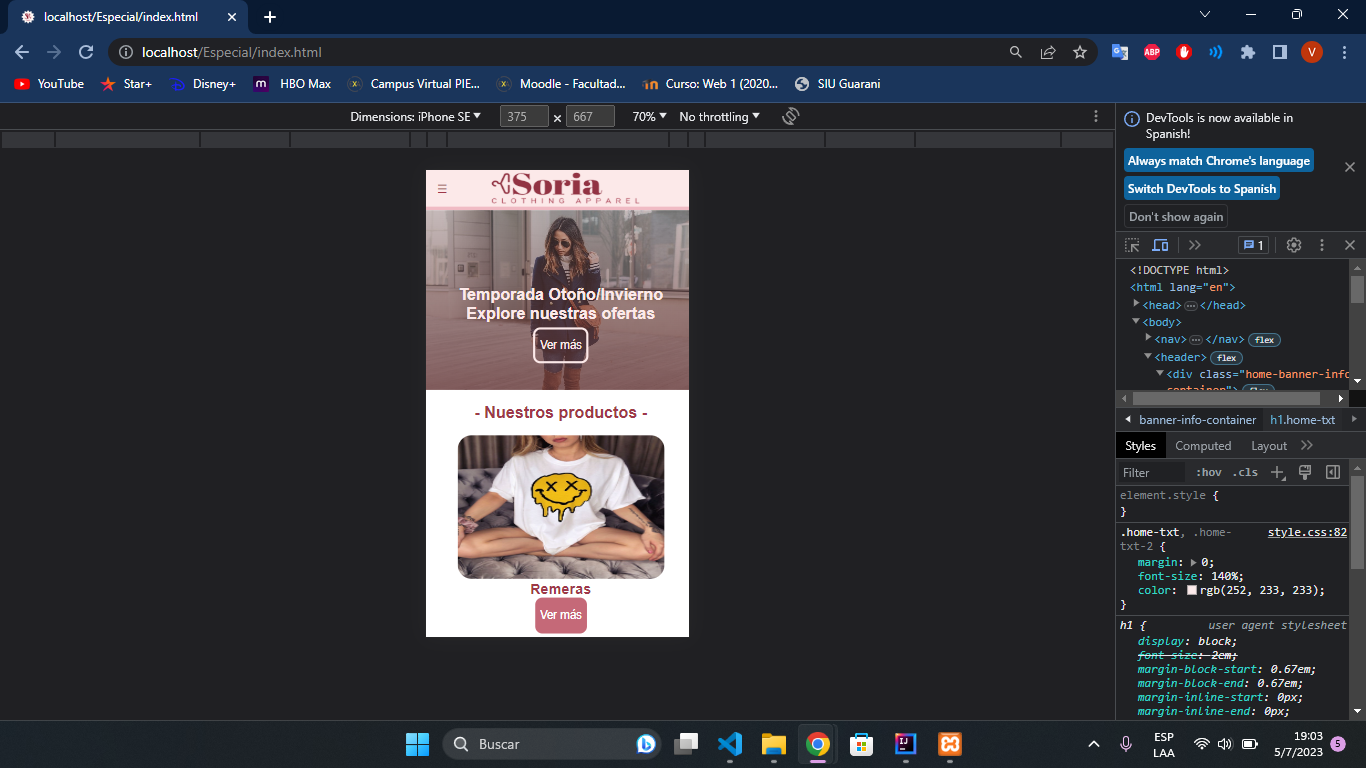 localhost/Especial/index.html
localhost/Especial/index.html
YouTube
Star+
Disney+
HBO Max
Campus Virtual PIE...
Moodle - Facultad...
Curso: Web 1 (2020...
SIU Guarani
ABP
V
Dimensions: iPhone SE
375 × 667
70%
No throttling
Soria
CLOTHING APPAREL
Temporada Otoño/Invierno
Explore nuestras ofertas
Ver más
- Nuestros productos -
Remeras
Ver más
DevTools is now available in
Spanish!
Always match Chrome's language
Switch DevTools to Spanish
Don't show again
1
<!DOCTYPE html>
<html lang="en">
<head> ⋯ </head>
<body>
<nav> ⋯ </nav> flex
<header> flex
<div class="home-banner-info
container"> flex
banner-info-container h1.home-txt
Styles Computed Layout
Filter :hov .cls
element.style {
}
.home-txt, .home- style.css:82
txt-2 {
margin: 0;
font-size: 140%;
color: rgb(252, 233, 233);
}
h1 { user agent stylesheet
display: block;
font-size: 2em;
margin-block-start: 0.67em;
margin-block-end: 0.67em;
margin-inline-start: 0px;
margin-inline-end: 0px;
Buscar
ESP
LAA
19:03
5/7/2023
5